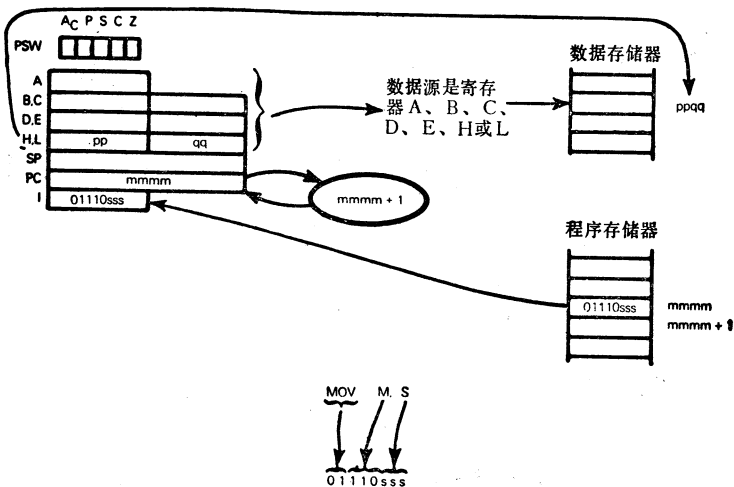 Ac P S C Z
PSW
A
B,C
D,E
H,L pp qq
SP
PC mmmm
I 01110sss
mmmm + 1
数据源是寄存
器A、B、C、
D、E、H或L
数据存储器
ppqq
程序存储器
01110sss mmmm
mmmm + 1
MOV M, S
01110sss